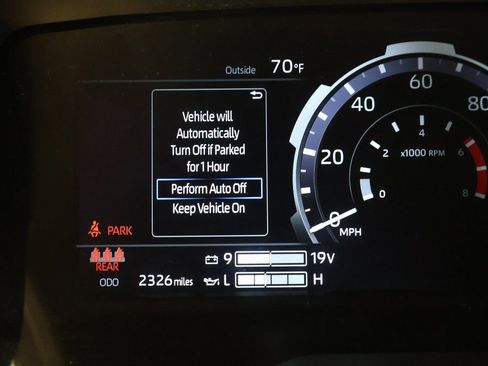 Outside 70°F
Vehicle will
Automatically
Turn Off if Parked
for 1 Hour
Perform Auto Off
Keep Vehicle On
PARK
REAR
ODO 2326 miles
9 19V
L H
0 20 40 60 80
MPH
0 2 4 6 8
x1000 RPM